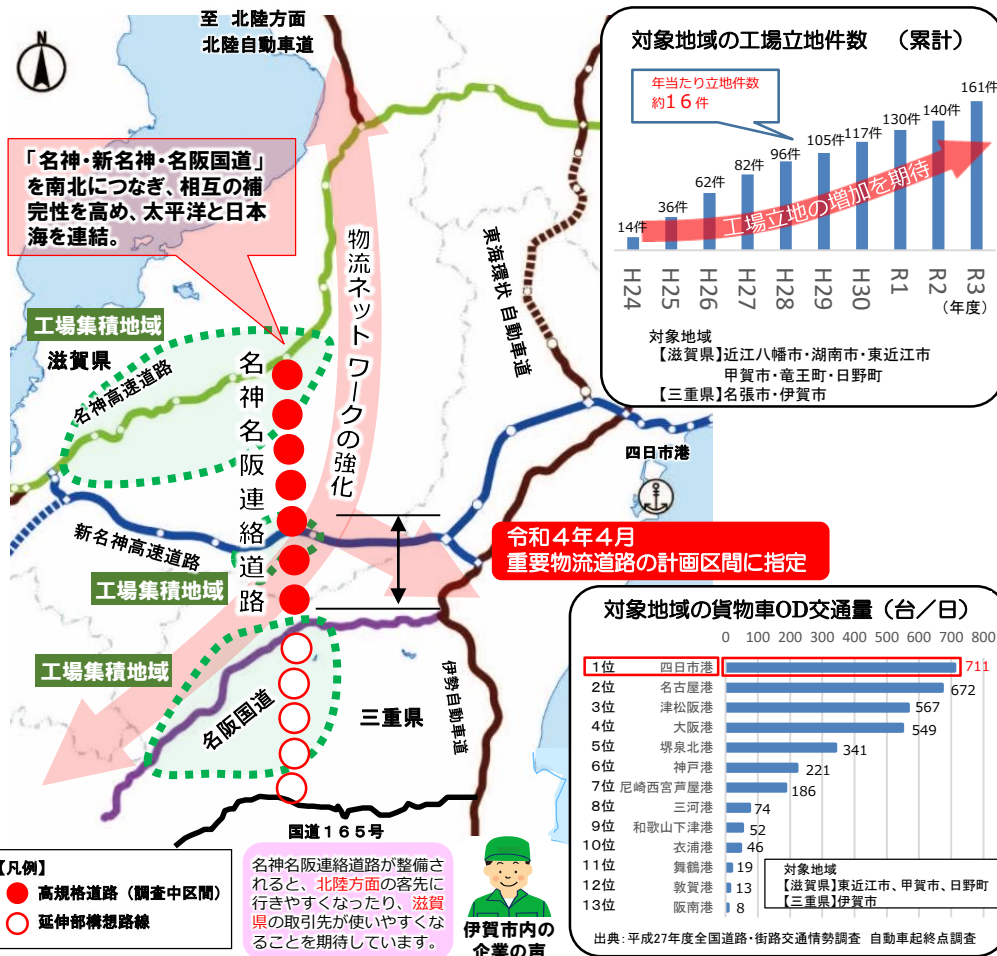 至 北陸方面
北陸自動車道
N
「名神・新名神・名阪国道」
を南北につなぎ、相互の補
完性を高め、太平洋と日本
海を連結。
工場集積地域
滋賀県
名神高速道路
名神名阪連絡道路
物流ネットワークの強化
東海環状 自動車道
四日市港
新名神高速道路
工場集積地域
令和4年4月
重要物流道路の計画区間に指定
工場集積地域
名阪国道
三重県
伊勢自動車道
国道165号
【凡例】
高規格道路（調査中区間）
延伸部構想路線
名神名阪連絡道路が整備さ
れると、北陸方面の客先に
行きやすくなったり、滋賀
県の取引先が使いやすくな
ることを期待しています。
伊賀市内の
企業の声
対象地域の工場立地件数 （累計）
年当たり立地件数
約16件
14件 36件 62件 82件 96件 105件 117件 130件 140件 161件
工場立地の増加を期待
H24 H25 H26 H27 H28 H29 H30 R1 R2 R3
（年度）
対象地域
【滋賀県】近江八幡市・湖南市・東近江市
甲賀市・竜王町・日野町
【三重県】名張市・伊賀市
対象地域の貨物車OD交通量（台／日）
0 100 200 300 400 500 600 700 800
1位 四日市港 711
2位 名古屋港 672
3位 津松阪港 567
4位 大阪港 549
5位 堺泉北港 341
6位 神戸港 221
7位 尼崎西宮芦屋港 186
8位 三河港 74
9位 和歌山下津港 52
10位 衣浦港 46
11位 舞鶴港 19
12位 敦賀港 13
13位 阪南港 8
対象地域
【滋賀県】東近江市、甲賀市、日野町
【三重県】伊賀市
出典：平成27年度全国道路・街路交通情勢調査 自動車起終点調査